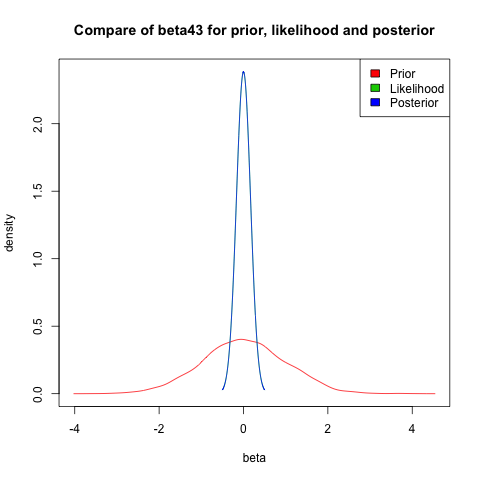 Compare of beta43 for prior, likelihood and posterior
Prior
Likelihood
Posterior
density
2.0
1.5
1.0
0.5
0.0
-4
-2
0
2
4
beta